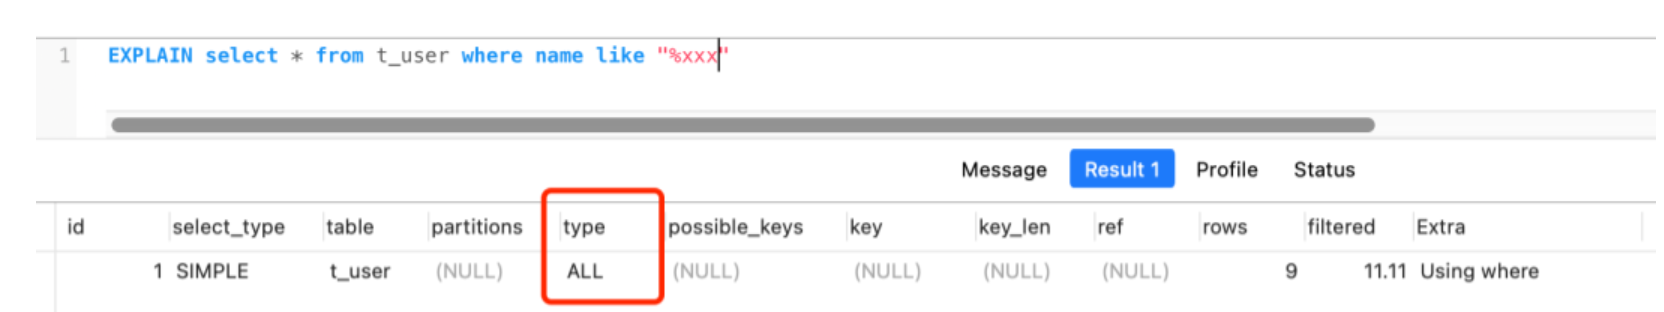 1 EXPLAIN select * from t_user where name like "%xxx"
Message Result 1 Profile Status
id select_type table partitions type possible_keys key key_len ref rows filtered Extra
1 SIMPLE t_user (NULL) ALL (NULL) (NULL) (NULL) (NULL) 9 11.11 Using where